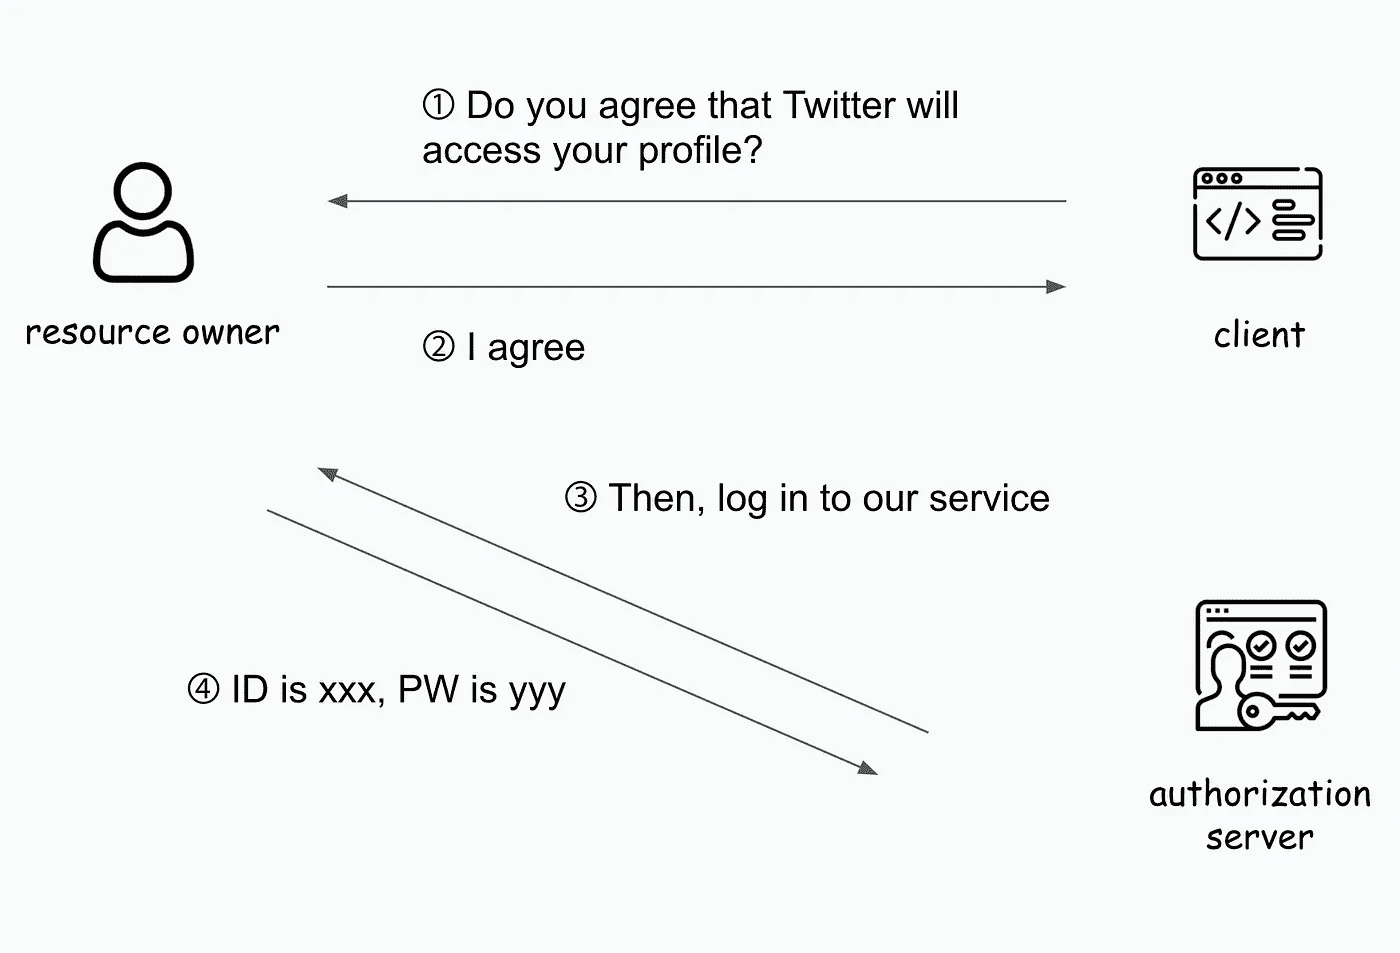 ① Do you agree that Twitter will
access your profile?
resource owner
client
② I agree
③ Then, log in to our service
④ ID is xxx, PW is yyy
authorization
server